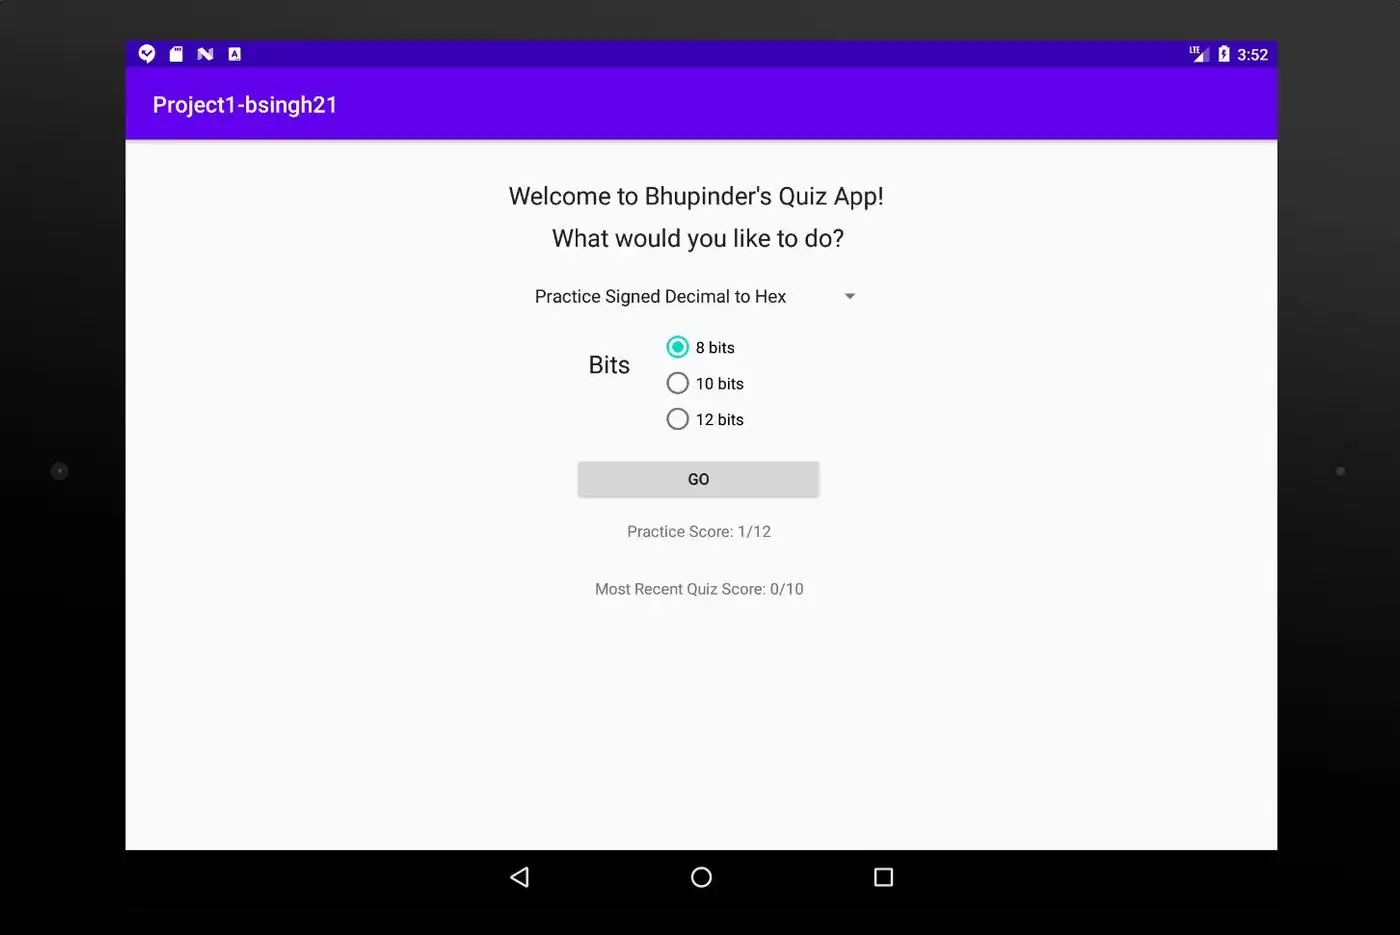 LTE 3:52
Project1-bsingh21
Welcome to Bhupinder's Quiz App!
What would you like to do?
Practice Signed Decimal to Hex
Bits
8 bits
10 bits
12 bits
GO
Practice Score: 1/12
Most Recent Quiz Score: 0/10